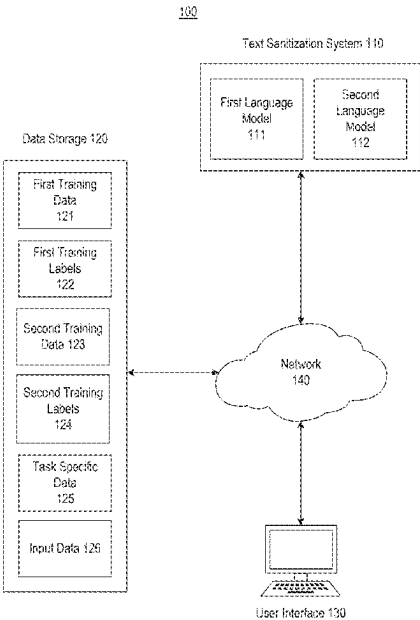 100
Text Sanitization System 110
First Language
Model
111
Second
Language
Model
112
Data Storage 120
First Training
Data
121
First Training
Labels
122
Second Training
Data 123
Second Training
Labels
124
Task Specific
Data
125
Input Data 126
Network
140
User Interface 130